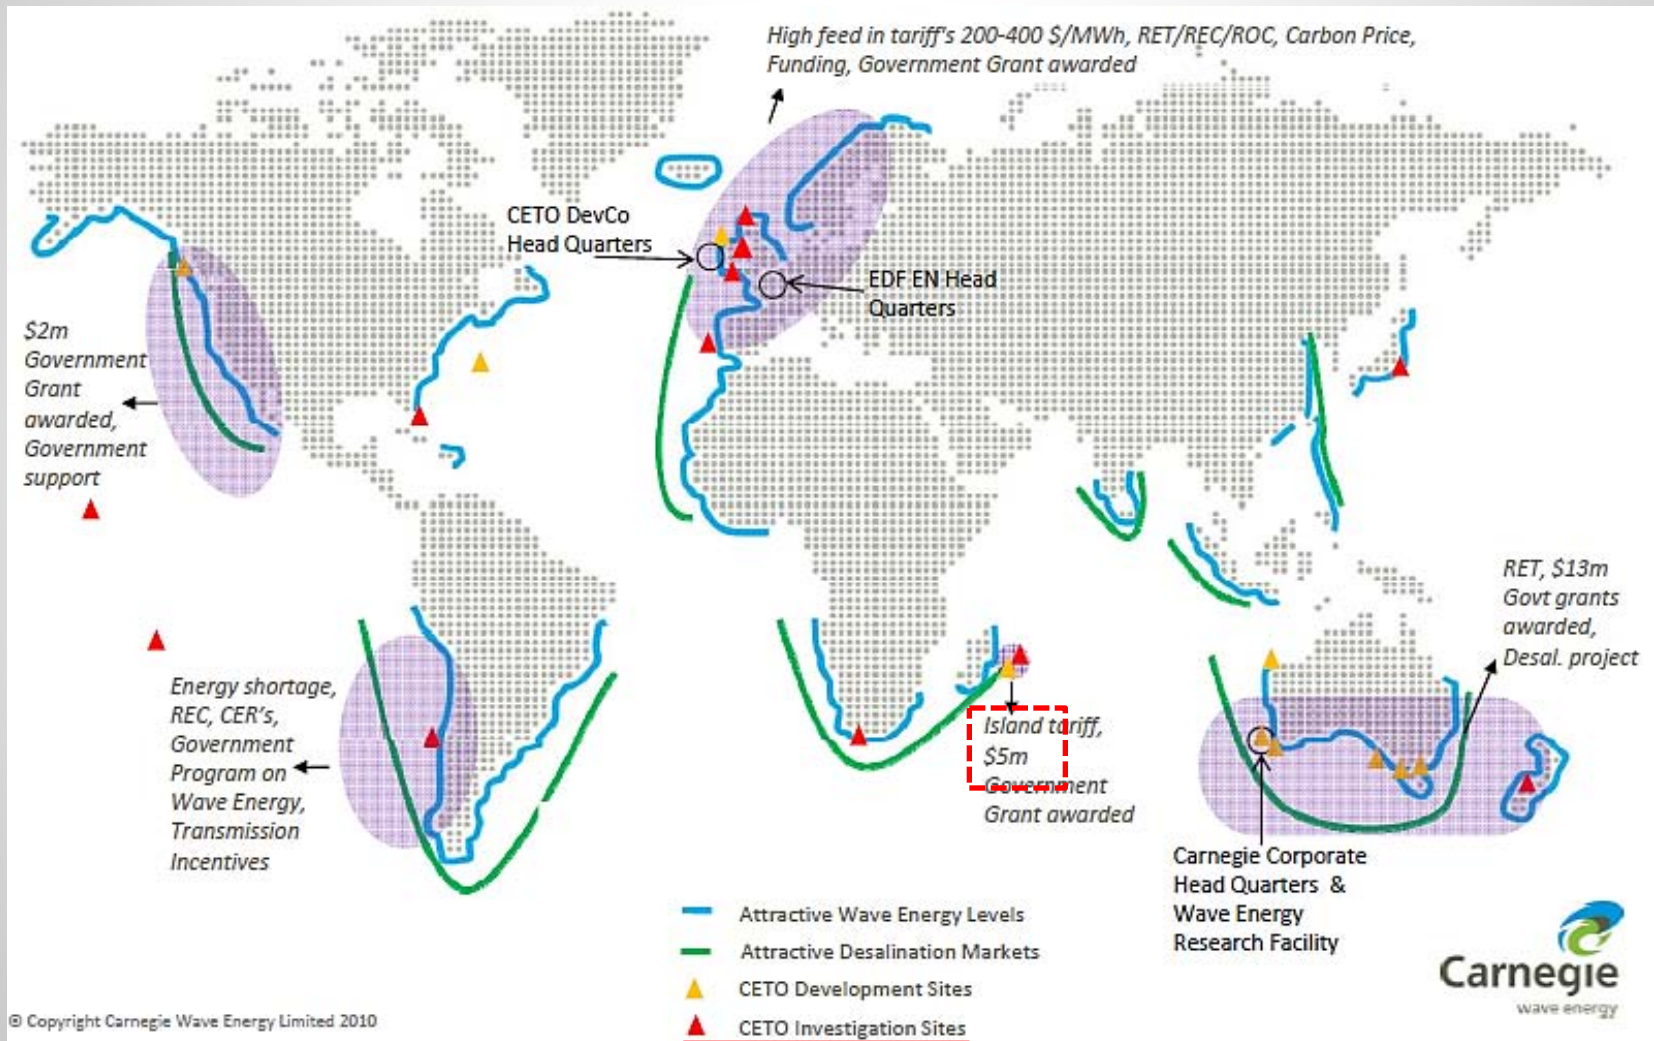 High feed in tariff's 200-400 $/MWh, RET/REC/ROC, Carbon Price,
Funding, Government Grant awarded
CETO DevCo
Head Quarters
EDF EN Head
Quarters
$2m
Government
Grant
awarded,
Government
support
RET, $13m
Govt grants
awarded,
Desal. project
Energy shortage,
REC, CER's,
Government
Program on
Wave Energy,
Transmission
Incentives
Island tariff,
$5m
Government
Grant awarded
Carnegie Corporate
Head Quarters &
Wave Energy
Research Facility
Attractive Wave Energy Levels
Attractive Desalination Markets
CETO Development Sites
CETO Investigation Sites
Carnegie
wave energy
© Copyright Carnegie Wave Energy Limited 2010